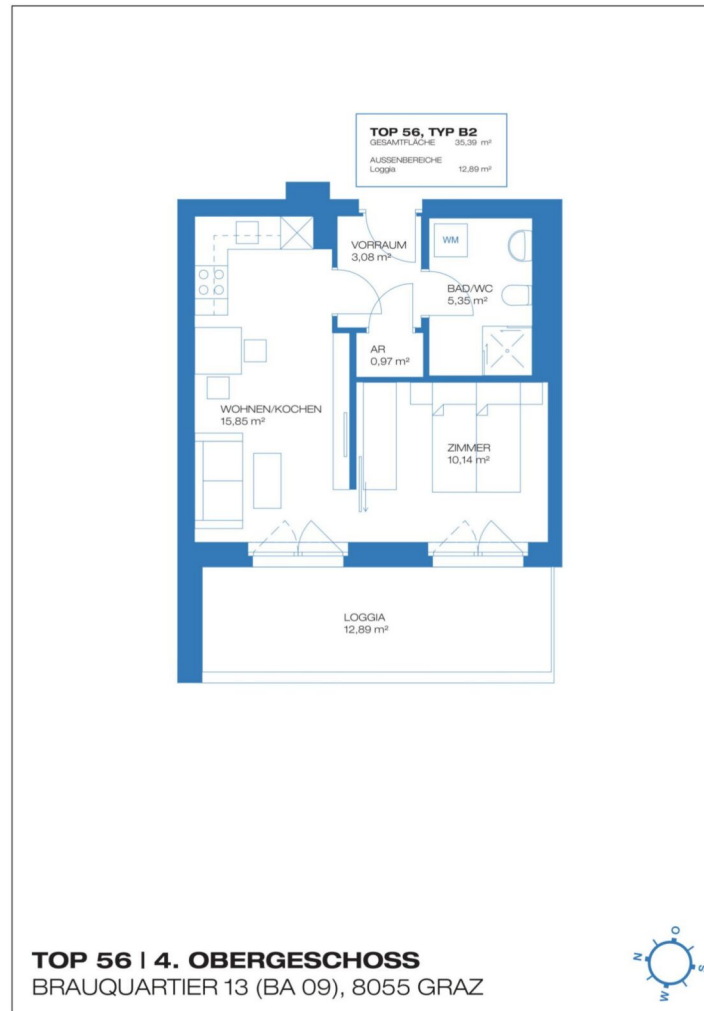 TOP 56, TYP B2
GESAMTFLÄCHE 35,39 m²
AUSSENBEREICHE
Loggia 12,89 m²
VORRAUM
3,08 m²
WM
BAD/WC
5,35 m²
AR
0,97 m²
WOHNEN/KOCHEN
15,85 m²
ZIMMER
10,14 m²
LOGGIA
12,89 m²
TOP 56 | 4. OBERGESCHOSS
BRAUQUARTIER 13 (BA 09), 8055 GRAZ
N
O
S
W